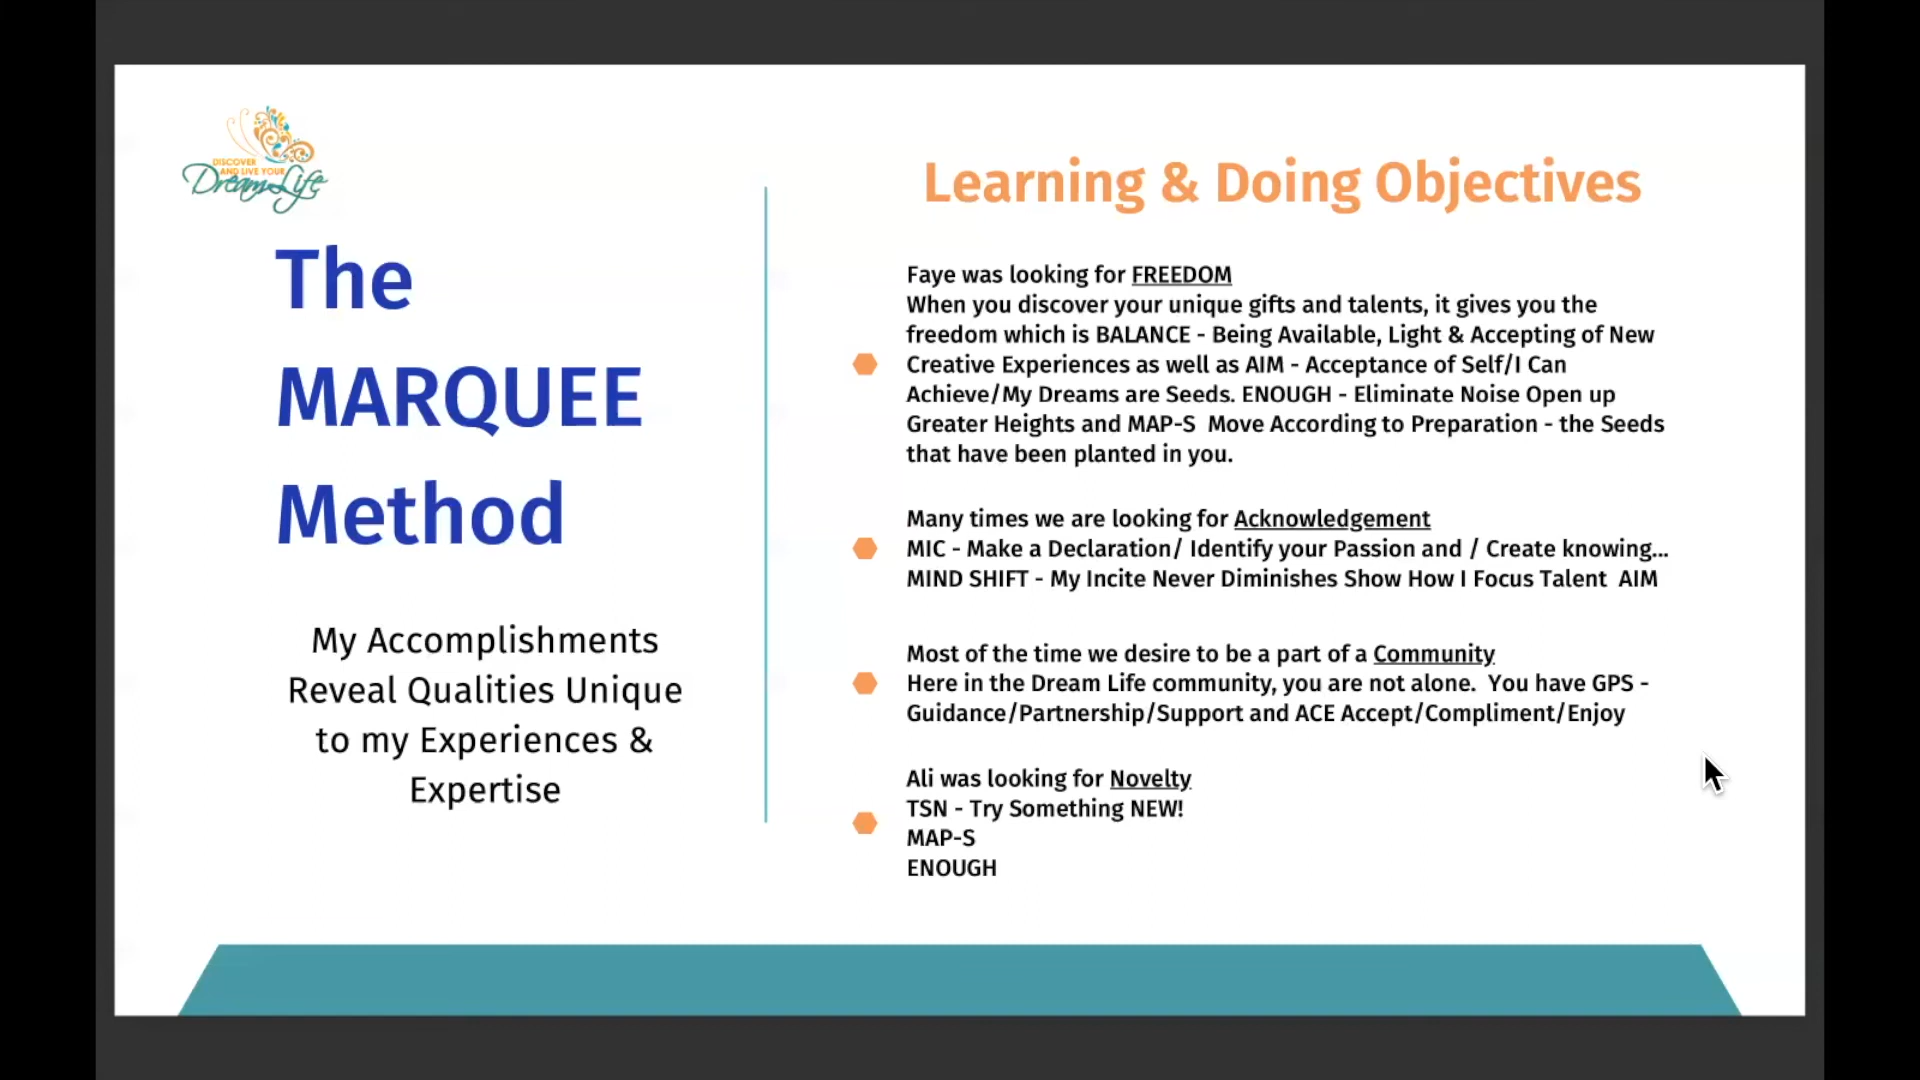 DISCOVER
AND LIVE YOUR
Dream Life
The
MARQUEE
Method
My Accomplishments
Reveal Qualities Unique
to my Experiences &
Expertise
Learning & Doing Objectives
Faye was looking for FREEDOM
When you discover your unique gifts and talents, it gives you the
freedom which is BALANCE - Being Available, Light & Accepting of New
Creative Experiences as well as AIM - Acceptance of Self/I Can
Achieve/My Dreams are Seeds. ENOUGH - Eliminate Noise Open up
Greater Heights and MAP-S  Move According to Preparation - the Seeds
that have been planted in you.
Many times we are looking for Acknowledgement
MIC - Make a Declaration/ Identify your Passion and / Create knowing...
MIND SHIFT - My Incite Never Diminishes Show How I Focus Talent  AIM
Most of the time we desire to be a part of a Community
Here in the Dream Life community, you are not alone.  You have GPS -
Guidance/Partnership/Support and ACE Accept/Compliment/Enjoy
Ali was looking for Novelty
TSN - Try Something NEW!
MAP-S
ENOUGH